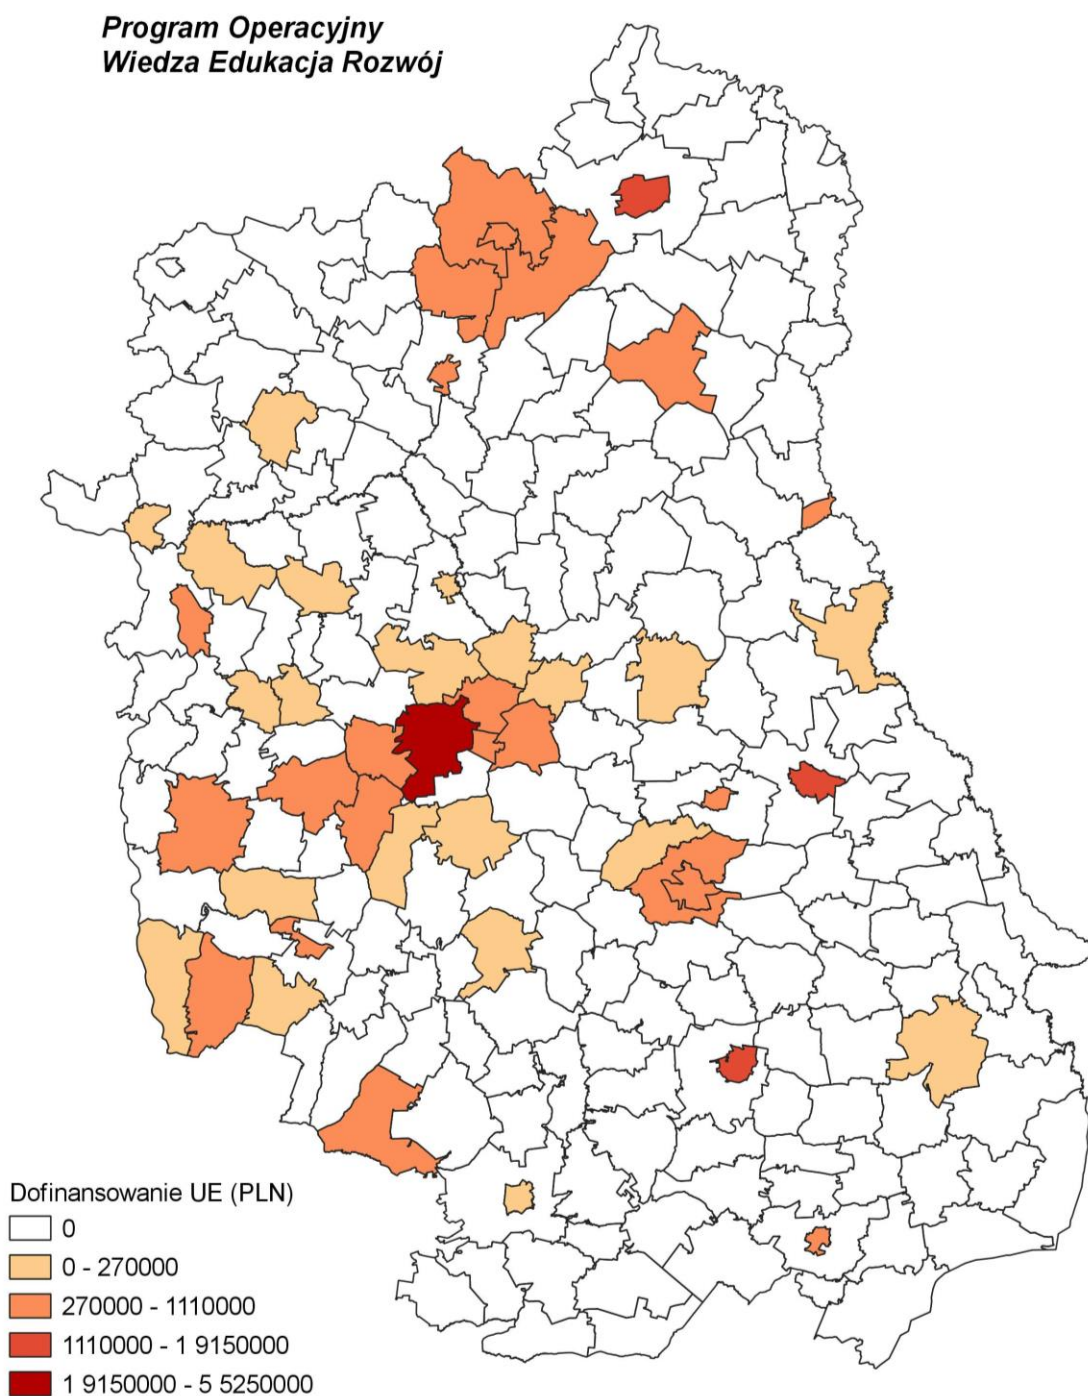 Program Operacyjny
Wiedza Edukacja Rozwój
Dofinansowanie UE (PLN)
0
0 - 270000
270000 - 1110000
1110000 - 1 9150000
1 9150000 - 5 5250000